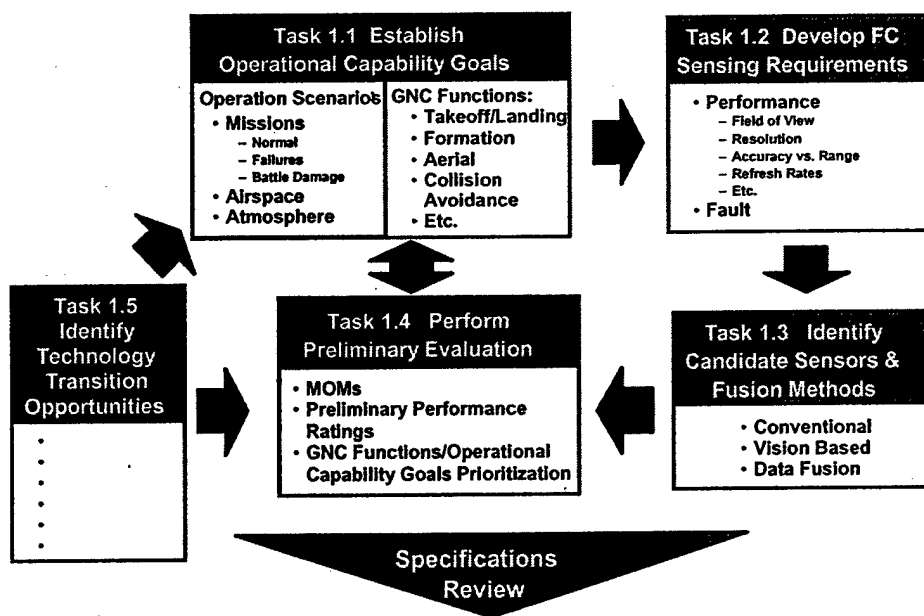 Task 1.1 Establish
Operational Capability Goals
Operation Scenarios
• Missions
– Normal
– Failures
– Battle Damage
• Airspace
• Atmosphere
GNC Functions:
• Takeoff/Landing
• Formation
• Aerial
• Collision
Avoidance
• Etc.
Task 1.2 Develop FC
Sensing Requirements
• Performance
– Field of View
– Resolution
– Accuracy vs. Range
– Refresh Rates
– Etc.
• Fault
Task 1.5
Identify
Technology
Transition
Opportunities
•
•
•
•
•
•
Task 1.4 Perform
Preliminary Evaluation
• MOMs
• Preliminary Performance
Ratings
• GNC Functions/Operational
Capability Goals Prioritization
Task 1.3 Identify
Candidate Sensors &
Fusion Methods
• Conventional
• Vision Based
• Data Fusion
Specifications
Review